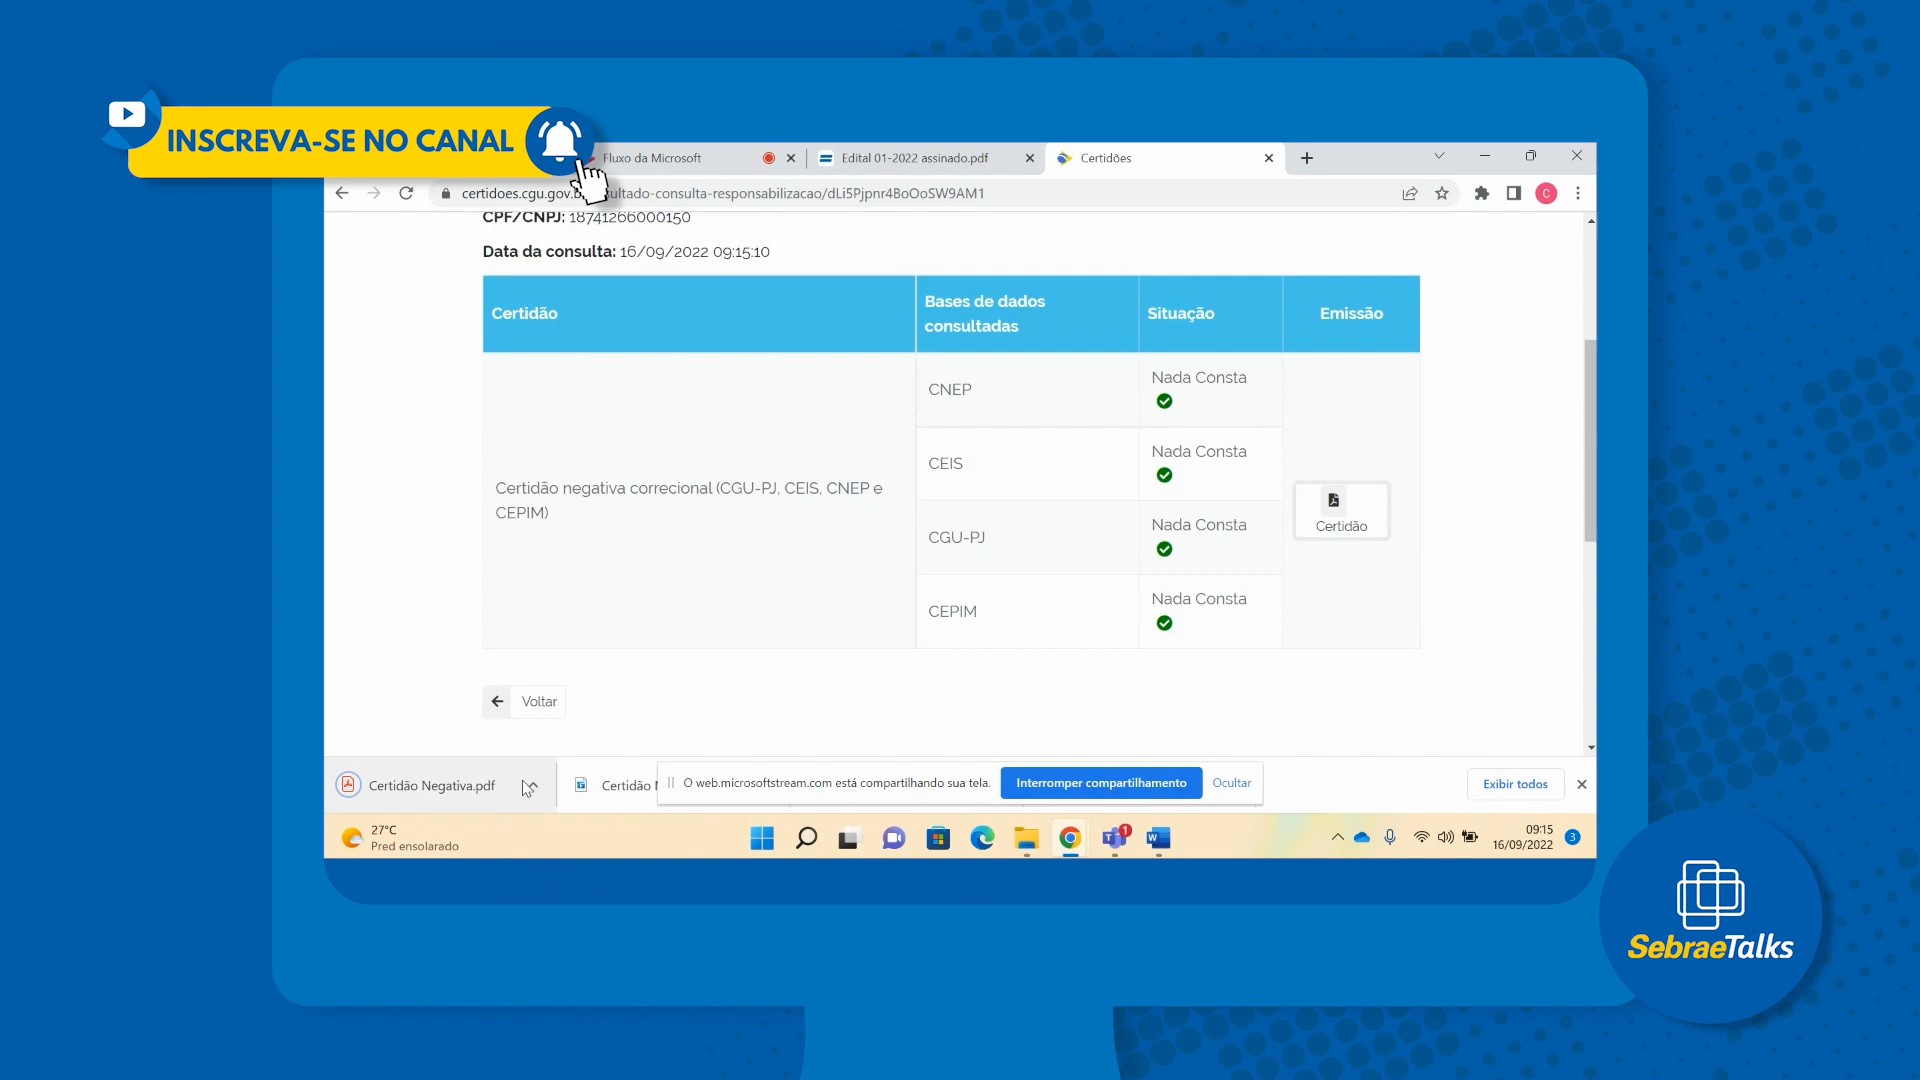 INSCREVA-SE NO CANAL
Fluxo da Microsoft
Edital 01-2022 assinado.pdf
Certidões
certidoes.cgu.gov.b
ultado-consulta-responsabilizacao/dLi5Pjpnr4BoOoSW9AM1
C
CPF/CNPJ: 18741266000150
Data da consulta: 16/09/2022 09:15:10
Certidão
Bases de dados
consultadas
Situação
Emissão
CNEP
Nada Consta
CEIS
Nada Consta
Certidão negativa correcional (CGU-PJ, CEIS, CNEP e
CEPIM)
CGU-PJ
Nada Consta
Certidão
CEPIM
Nada Consta
Voltar
Certidão Negativa.pdf
Certidão
O web.microsoftstream.com está compartilhando sua tela.
Interromper compartilhamento
Ocultar
Exibir todos
27°C
Pred ensolarado
1
09:15
16/09/2022
3
SebraeTalks